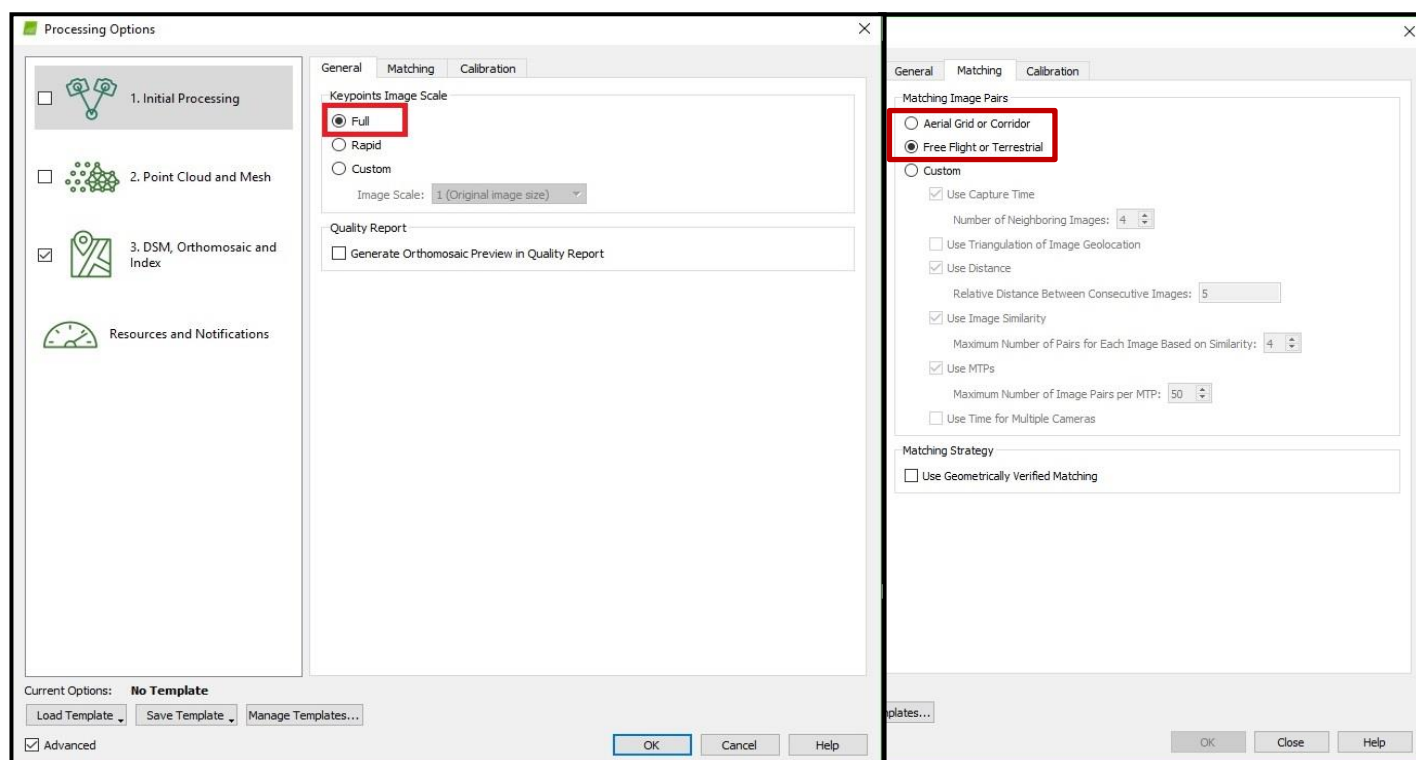 Processing Options
1. Initial Processing
2. Point Cloud and Mesh
3. DSM, Orthomosaic and
Index
Resources and Notifications
General Matching Calibration
Keypoints Image Scale
Full
Rapid
Custom
Image Scale: 1 (Original image size)
Quality Report
Generate Orthomosaic Preview in Quality Report
Current Options: No Template
Load Template Save Template Manage Templates...
Advanced
OK Cancel Help
General Matching Calibration
Matching Image Pairs
Aerial Grid or Corridor
Free Flight or Terrestrial
Custom
Use Capture Time
Number of Neighboring Images: 4
Use Triangulation of Image Geolocation
Use Distance
Relative Distance Between Consecutive Images: 5
Use Image Similarity
Maximum Number of Pairs for Each Image Based on Similarity: 4
Use MTPs
Maximum Number of Image Pairs per MTP: 50
Use Time for Multiple Cameras
Matching Strategy
Use Geometrically Verified Matching
mplates...
OK Close Help